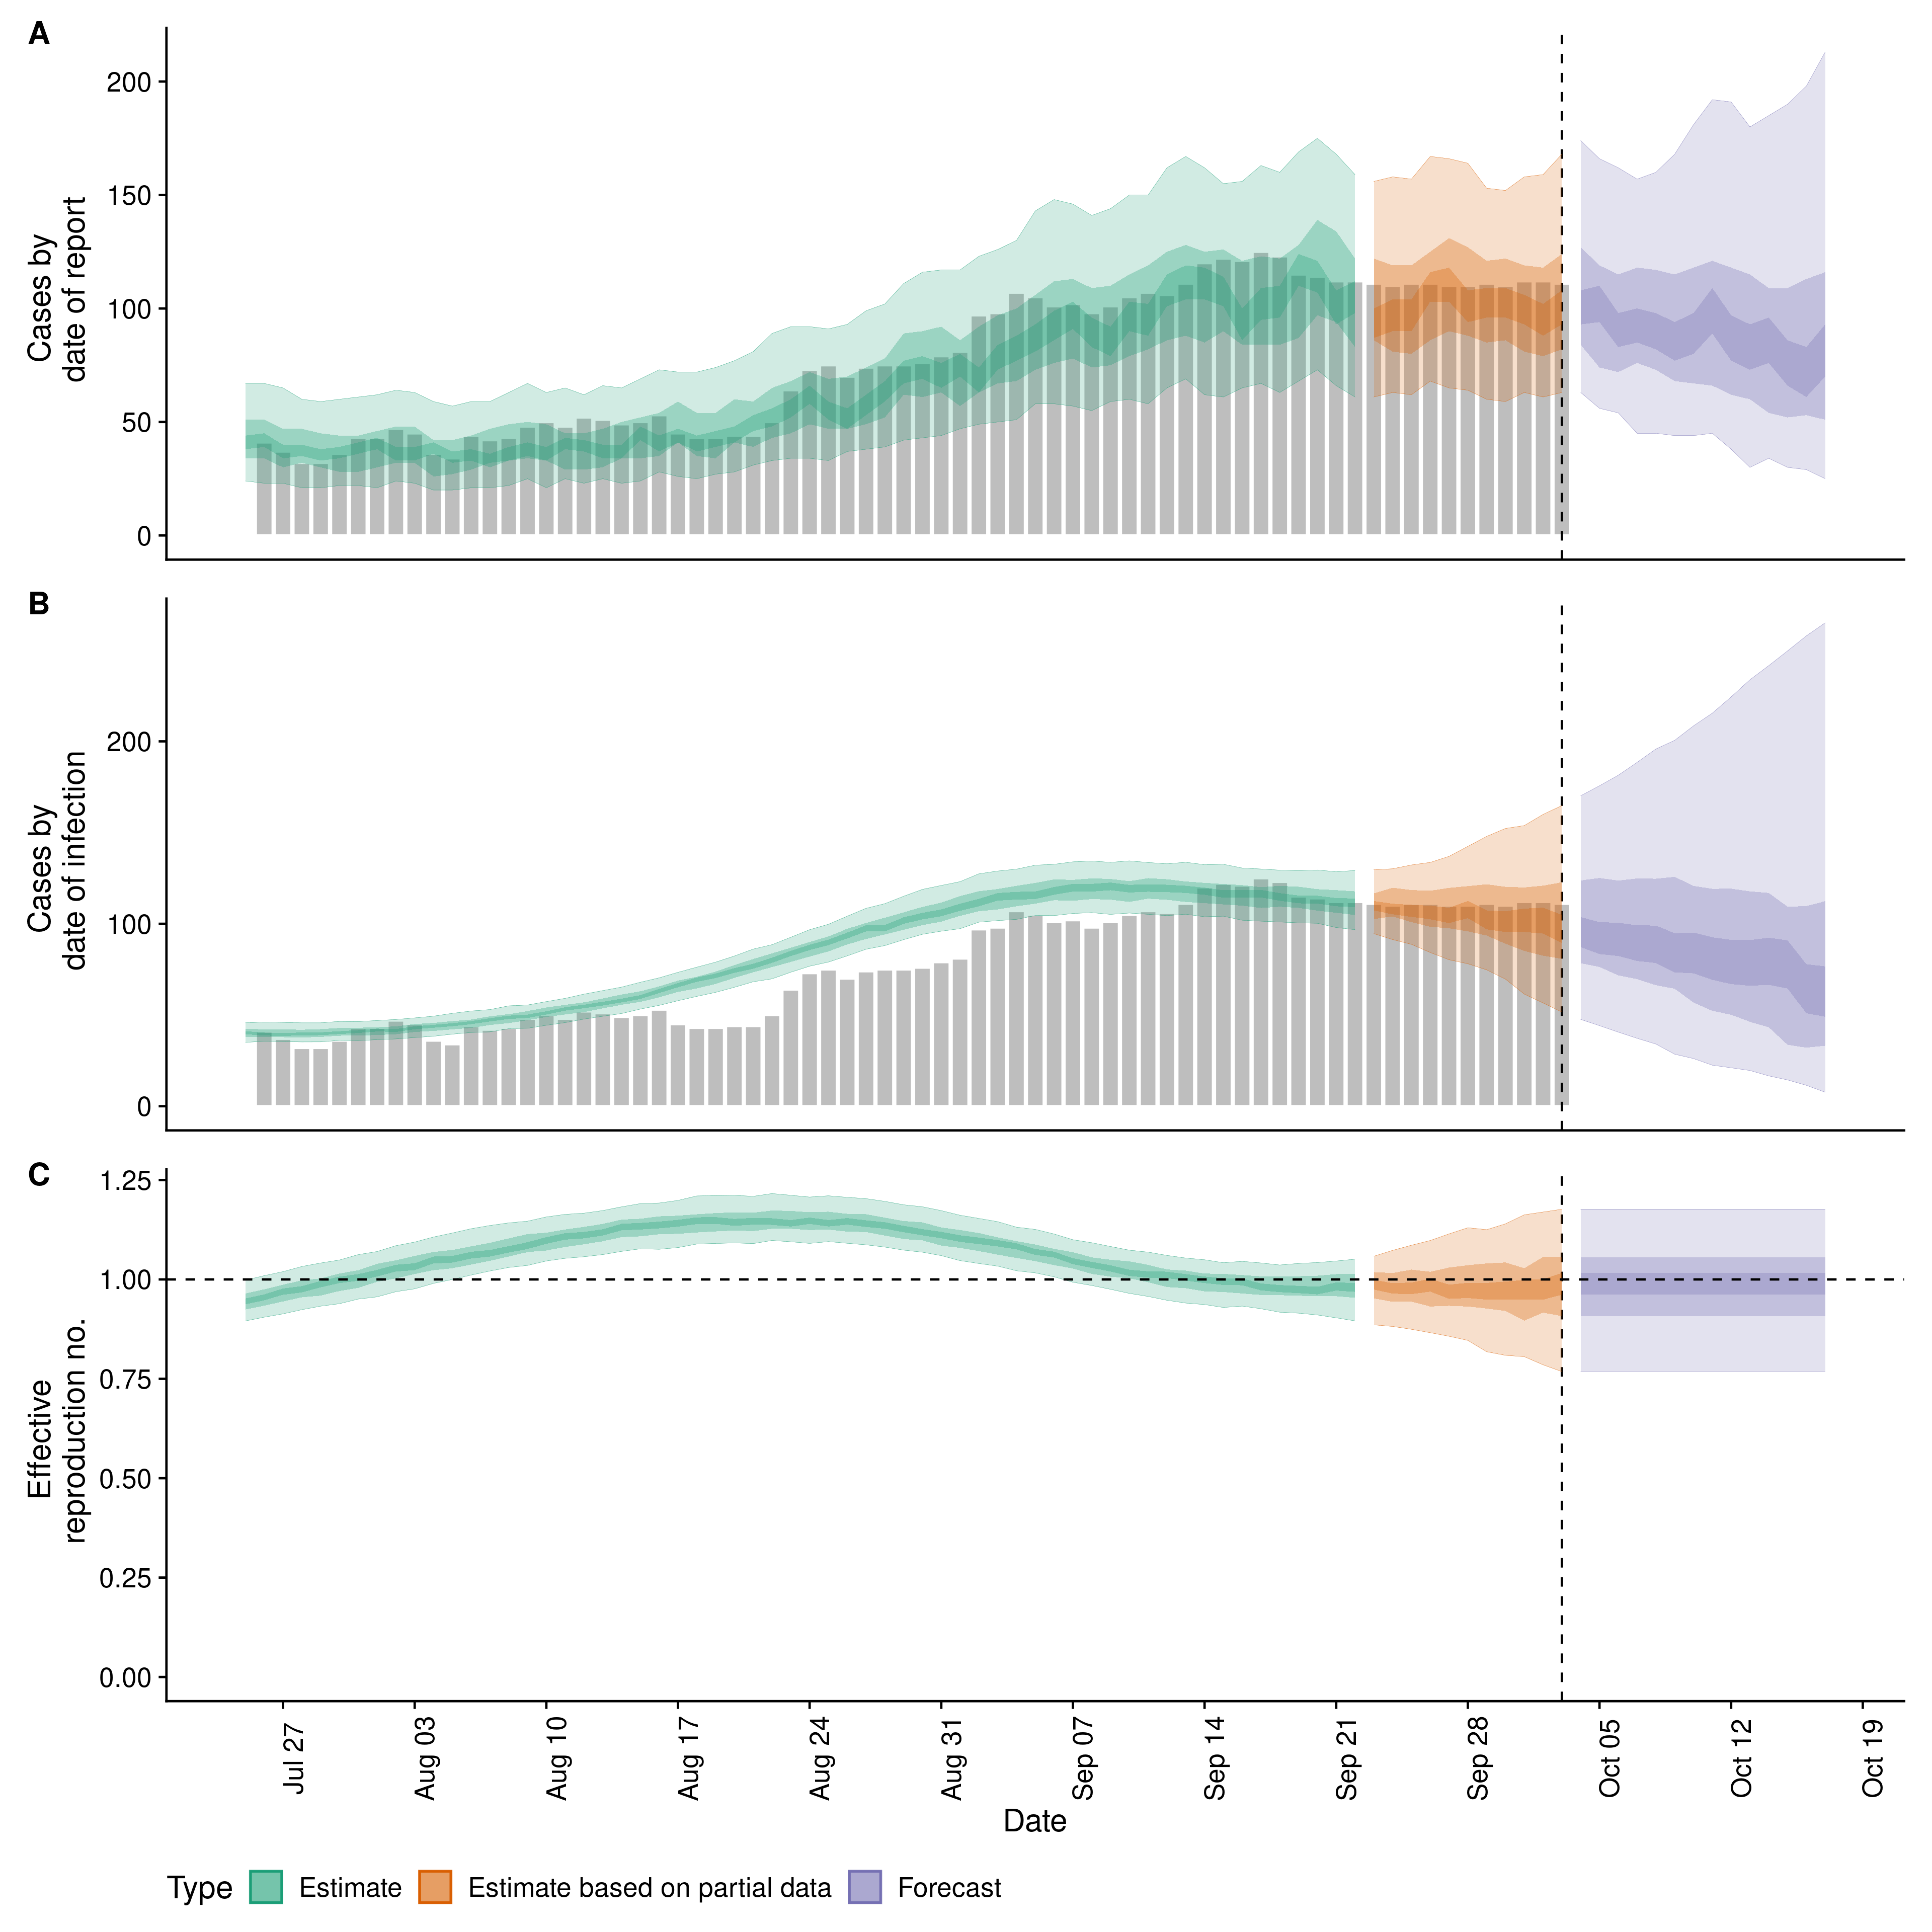 A
Cases by
date of report
200
150
100
50
0
B
Cases by
date of infection
200
100
0
C
Effective
reproduction no.
1.25
1.00
0.75
0.50
0.25
0.00
Jul 27
Aug 03
Aug 10
Aug 17
Aug 24
Aug 31
Sep 07
Sep 14
Sep 21
Sep 28
Oct 05
Oct 12
Oct 19
Date
Type Estimate Estimate based on partial data Forecast